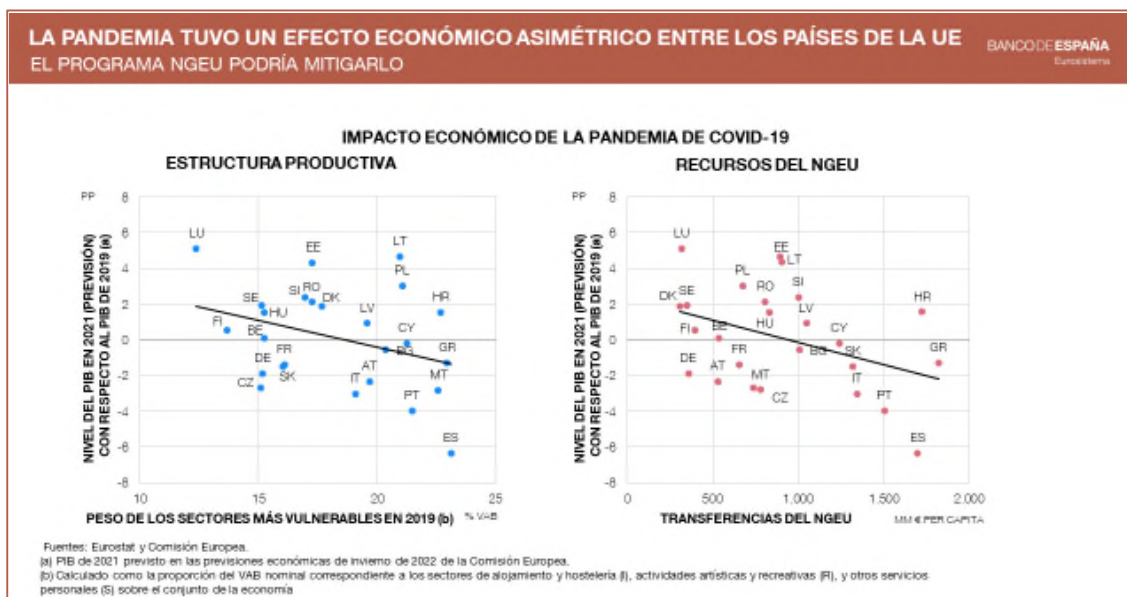 LA PANDEMIA TUVO UN EFECTO ECONÓMICO ASIMÉTRICO ENTRE LOS PAÍSES DE LA UE
EL PROGRAMA NGEU PODRÍA MITIGARLO
BANCO DE ESPAÑA
Eurosistema
IMPACTO ECONÓMICO DE LA PANDEMIA DE COVID-19
ESTRUCTURA PRODUCTIVA
PP
NIVEL DEL PIB EN 2021 (PREVISIÓN)
CON RESPECTO AL PIB DE 2019 (a)
8
6
4
2
0
-2
-4
-6
-8
LU
EE
LT
PL
SI RO
DK
SE
HU
HR
LV
FI
BE
CY
BG
GR
DE
FR
CZ
SK
AT
IT
MT
PT
ES
10 15 20 25
PESO DE LOS SECTORES MÁS VULNERABLES EN 2019 (b)
% VAB
RECURSOS DEL NGEU
PP
NIVEL DEL PIB EN 2021 (PREVISIÓN)
CON RESPECTO AL PIB DE 2019 (a)
8
6
4
2
0
-2
-4
-6
-8
LU
EE
LT
PL
SI
RO
DK SE
HR
HU
LV
FI
BE
CY
BG
SK
GR
DE
FR
AT
MT
CZ
IT
PT
ES
0 500 1.000 1.500 2.000
TRANSFERENCIAS DEL NGEU
MM € PER CAPITA
Fuentes: Eurostat y Comisión Europea.
(a) PIB de 2021 previsto en las previsiones económicas de invierno de 2022 de la Comisión Europea.
(b) Calculado como la proporción del VAB nominal correspondiente a los sectores de alojamiento y hostelería (I), actividades artísticas y recreativas (R), y otros servicios
personales (S) sobre el conjunto de la economía